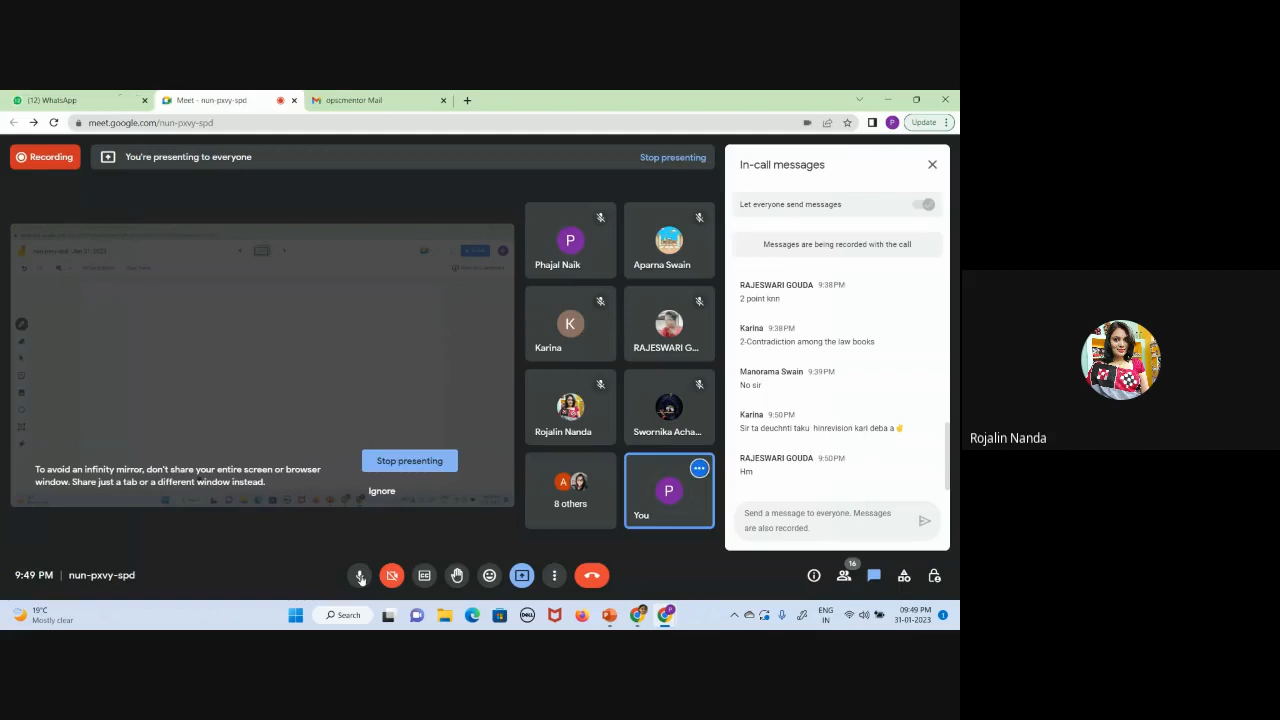 (12) WhatsApp
Meet - nun-pxvy-spd
opscmentor Mail
meet.google.com/nun-pxvy-spd
Update
Recording
You're presenting to everyone
Stop presenting
To avoid an infinity mirror, don't share your entire screen or browser
window. Share just a tab or a different window instead.
Stop presenting
Ignore
P
Phajal Naik
Aparna Swain
K
Karina
RAJESWARI G...
Rojalin Nanda
Swornika Acha...
A
8 others
P
You
In-call messages
Let everyone send messages
Messages are being recorded with the call
RAJESWARI GOUDA 9:38 PM
2 point knn
Karina 9:38 PM
2-Contradiction among the law books
Manorama Swain 9:39 PM
No sir
Karina 9:50 PM
Sir ta deuchnti taku hinrevision kari deba a✌
RAJESWARI GOUDA 9:50 PM
Hm
Send a message to everyone. Messages
are also recorded.
9:49 PM | nun-pxvy-spd
16
19°C
Mostly clear
Search
ENG
IN
09:49 PM
31-01-2023
1
Rojalin Nanda